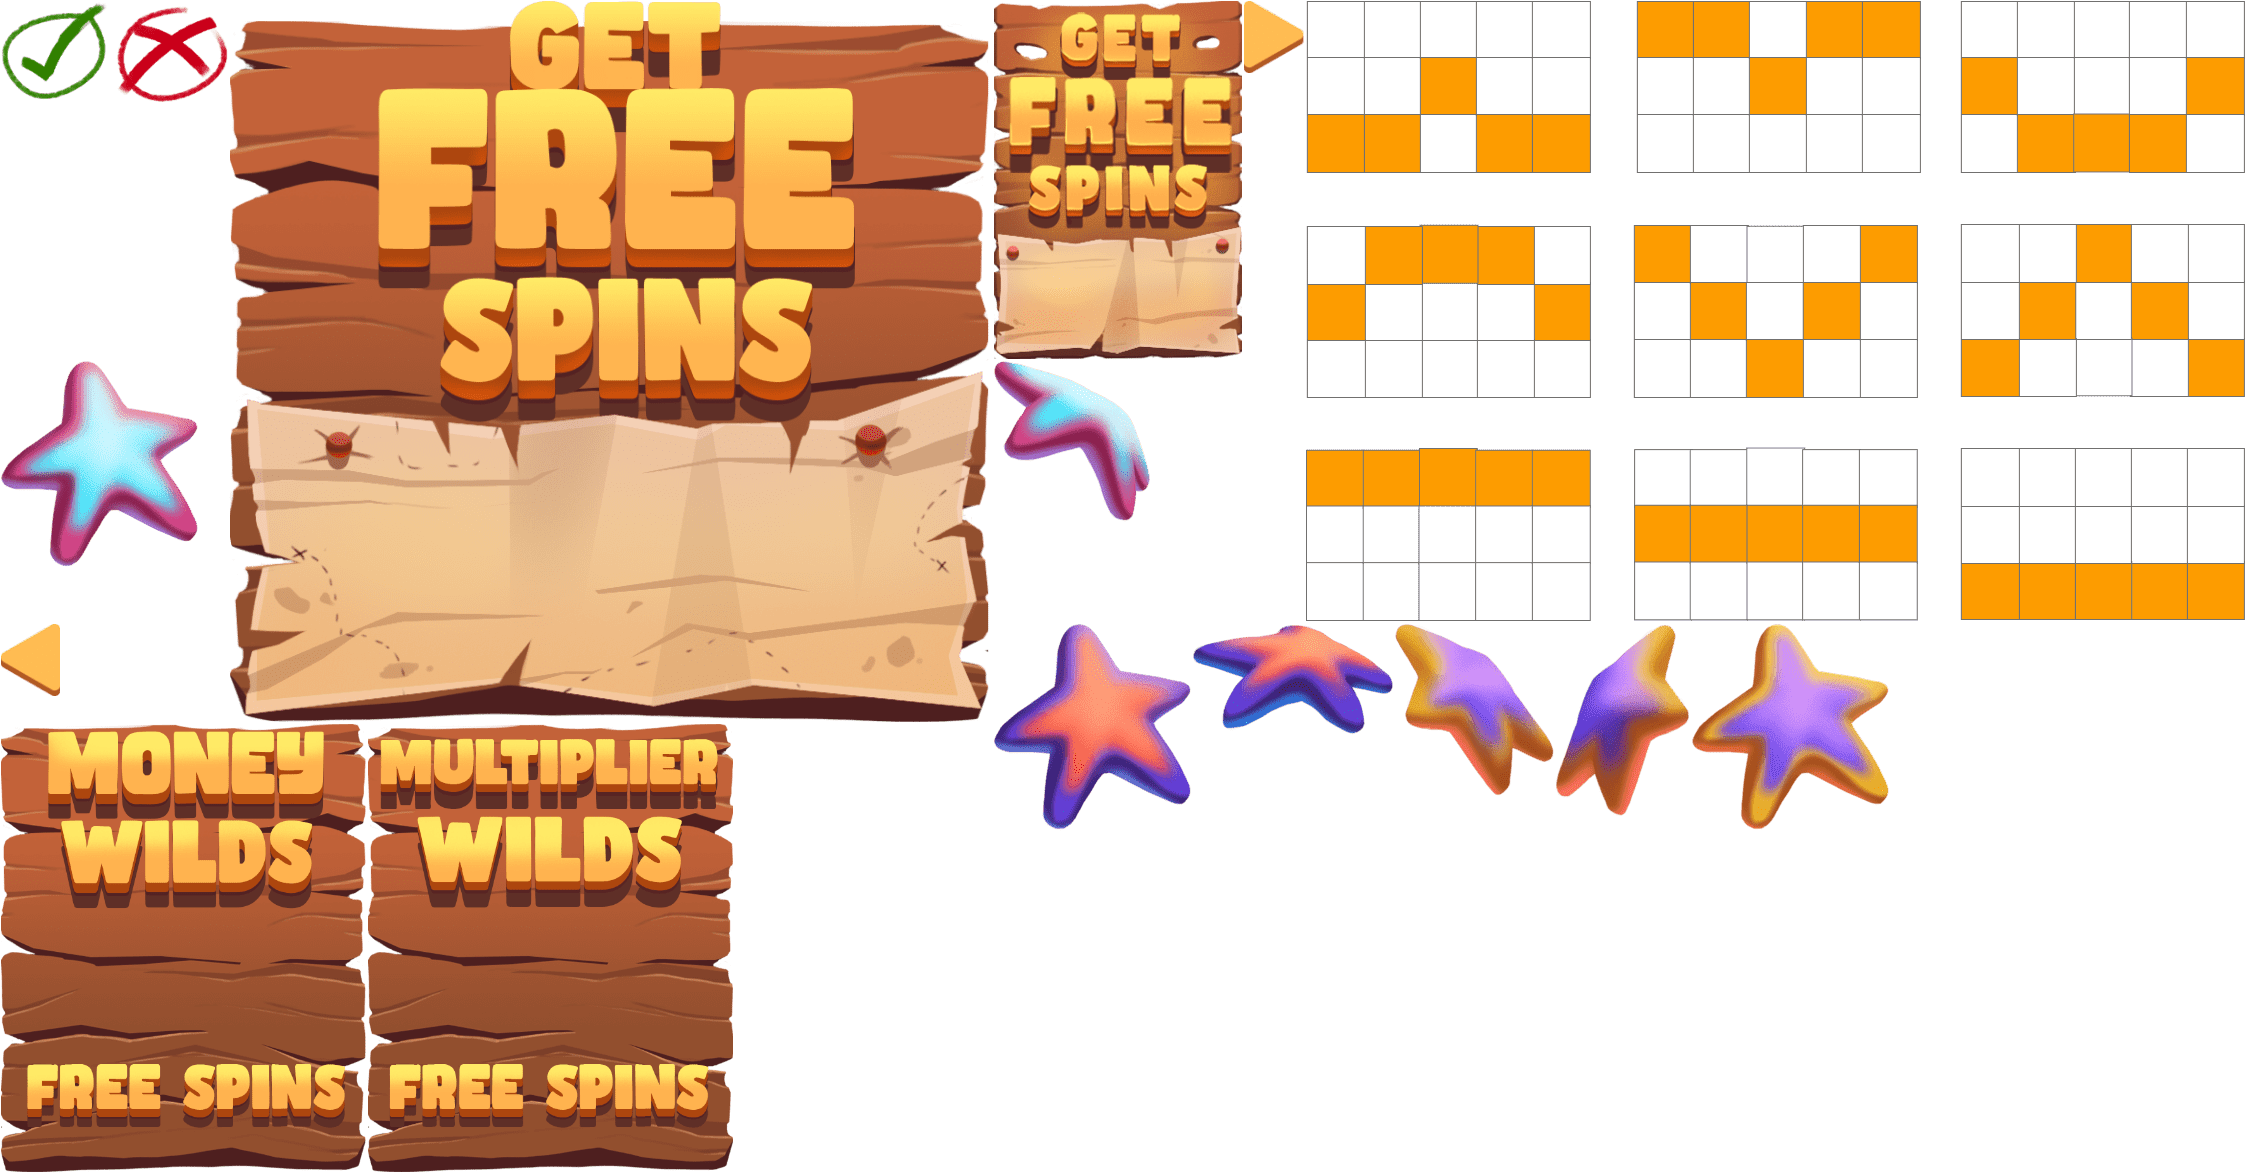 GET
FREE
SPINS
GET
FREE
SPINS
MONEY
WILDS
FREE SPINS
MULTIPLIER
WILDS
FREE SPINS